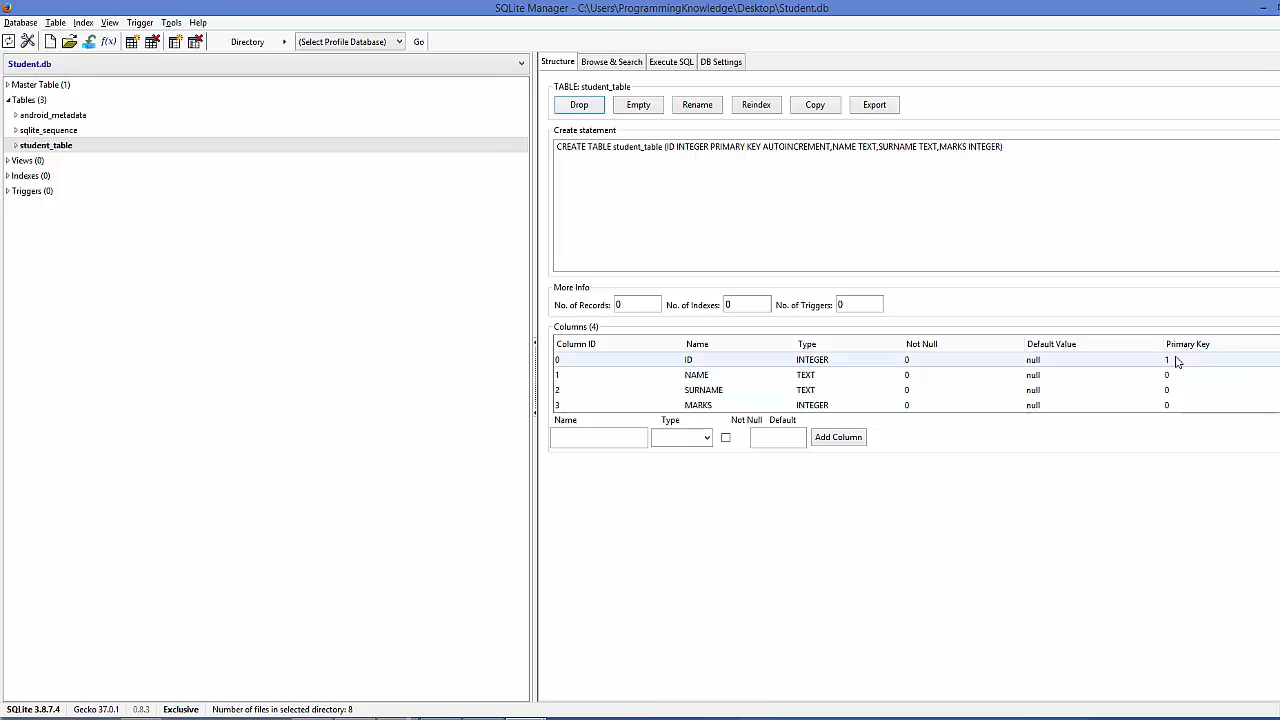 SQLite Manager - C:\Users\ProgrammingKnowledge\Desktop\Student.db
Database Table Index View Trigger Tools Help
f(x) Directory (Select Profile Database) Go
Student.db
Master Table (1)
Tables (3)
android_metadata
sqlite_sequence
student_table
Views (0)
Indexes (0)
Triggers (0)
Structure Browse & Search Execute SQL DB Settings
TABLE: student_table
Drop Empty Rename Reindex Copy Export
Create statement
CREATE TABLE student_table (ID INTEGER PRIMARY KEY AUTOINCREMENT,NAME TEXT,SURNAME TEXT,MARKS INTEGER)
More Info
No. of Records: 0 No. of Indexes: 0 No. of Triggers: 0
Columns (4)
Column ID Name Type Not Null Default Value Primary Key
0 ID INTEGER 0 null 1
1 NAME TEXT 0 null 0
2 SURNAME TEXT 0 null 0
3 MARKS INTEGER 0 null 0
Name Type Not Null Default
Add Column
SQLite 3.8.7.4 Gecko 37.0.1 0.8.3 Exclusive Number of files in selected directory: 8